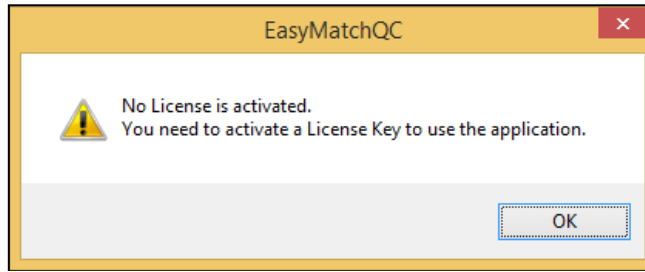 EasyMatchQC
No License is activated.
You need to activate a License Key to use the application.
OK